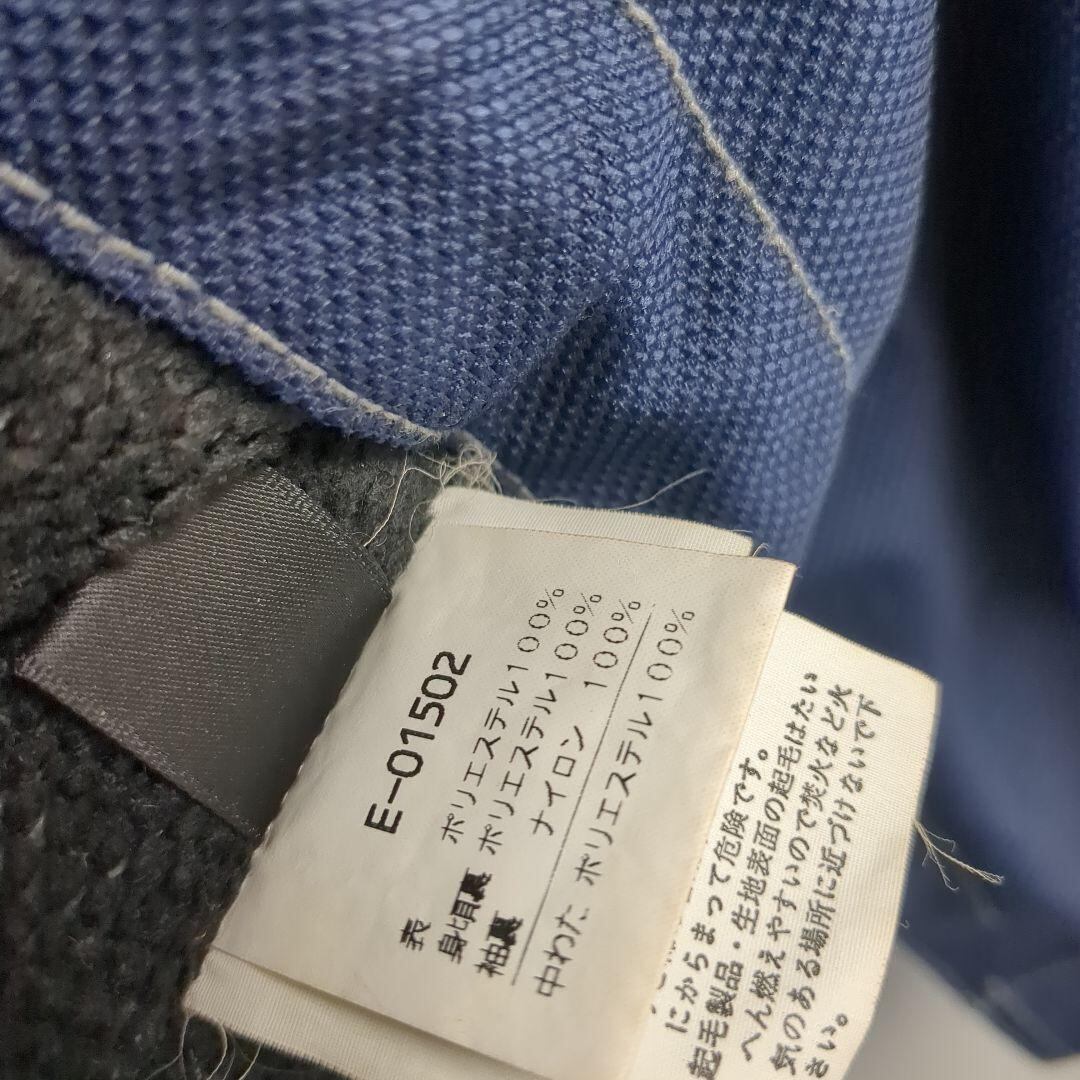 E-01502
表 ポリエステル100%
身頃裏 ポリエステル100%
袖裏 ナイロン 100%
中わた ポリエステル100%
にからまって危険です。
起毛製品・生地表面の起毛はたい
へん燃えやすいので焚火など火
気のある場所に近づけないで下
さい。